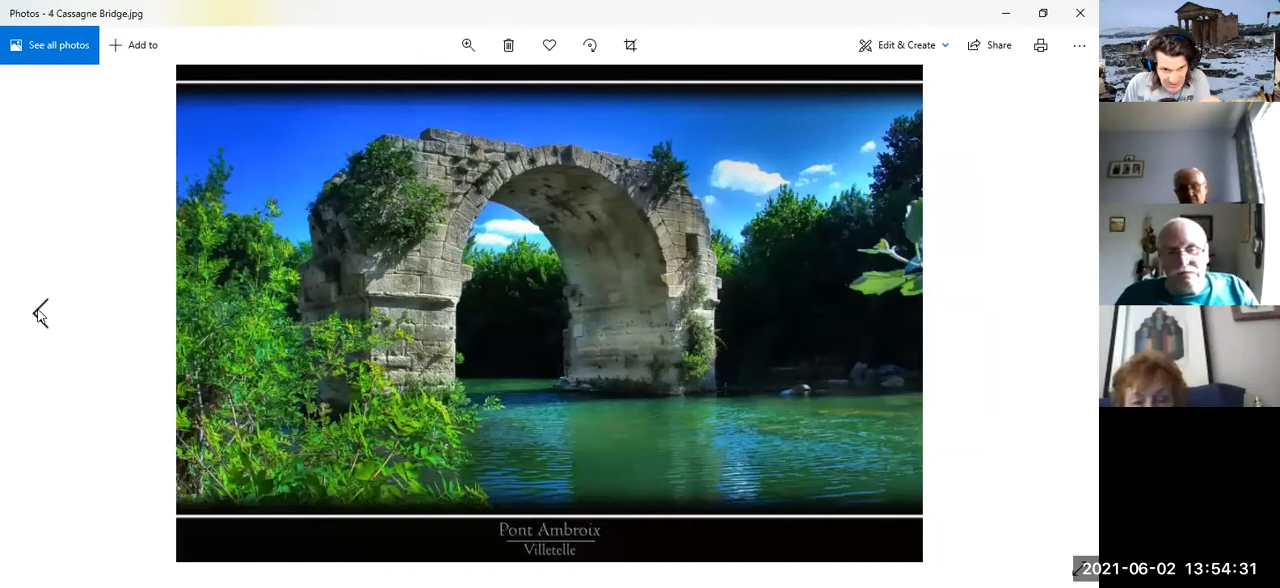 Photos - 4 Cassagne Bridge.jpg
See all photos
Add to
Edit & Create
Share
Pont Ambroix
Villetelle
2021-06-02 13:54:31